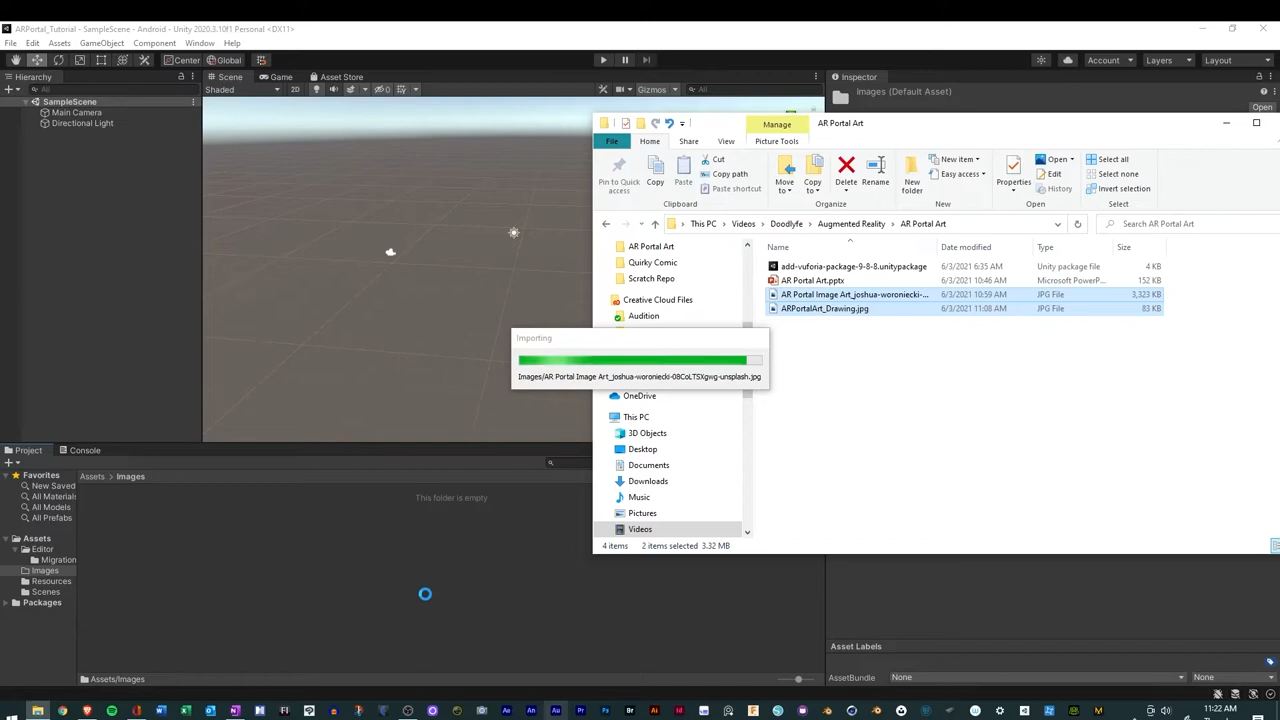 ARPortal_Tutorial - SampleScene - Android - Unity 2020.3.10f1 Personal <DX11>
File Edit Assets GameObject Component Window Help
Center Global
Account Layers Layout
Hierarchy
All
SampleScene
Main Camera
Directional Light
Scene Game Asset Store
Shaded 2D 0 Gizmos All
Inspector
Images (Default Asset)
Open
Manage AR Portal Art
File Home Share View Picture Tools
Pin to Quick access
Copy
Paste
Cut
Copy path
Paste shortcut
Clipboard
Move to
Copy to
Delete
Rename
Organize
New folder
New item
Easy access
New
Properties
Open
Edit
History
Open
Select all
Select none
Invert selection
Select
This PC Videos Doodlyfe Augmented Reality AR Portal Art
Search AR Portal Art
AR Portal Art
Quirky Comic
Scratch Repo
Creative Cloud Files
Audition
OneDrive
This PC
3D Objects
Desktop
Documents
Downloads
Music
Pictures
Videos
Name Date Modified Type Size
add-vuforia-package-9-8-8.unitypackage 6/3/2021 6:35 AM Unity package file 4 KB
AR Portal Art.pptx 6/3/2021 10:46 AM Microsoft PowerP... 152 KB
AR Portal Image Art_joshua-woroniecki-... 6/3/2021 10:59 AM JPG File 3,323 KB
ARPortalArt_Drawing.jpg 6/3/2021 11:08 AM JPG File 83 KB
4 items 2 items selected 3.32 MB
Importing
Images/AR Portal Image Art_joshua-woroniecki-08CoLTSXgwg-unsplash.jpg
Project Console
Favorites
New Saved
All Materials
All Models
All Prefabs
Assets
Editor
Migration
Images
Resources
Scenes
Packages
Assets > Images
This folder is empty
Assets/Images
Asset Labels
AssetBundle None None
11:22 AM